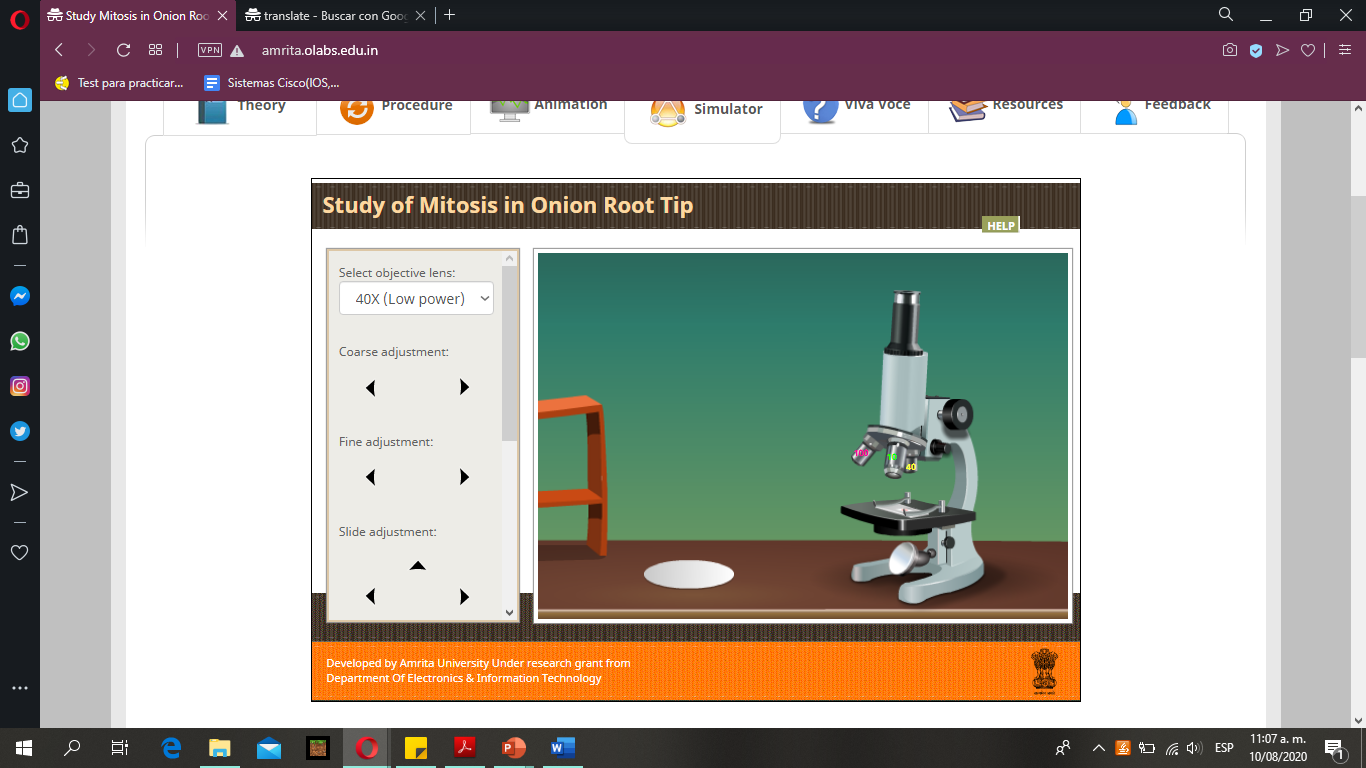 Study Mitosis in Onion Roo
translate - Buscar con Goog
VPN
amrita.olabs.edu.in
Test para practicar...
Sistemas Cisco(IOS,...
Theory
Procedure
Animation
Simulator
Viva Voce
Resources
Feedback
Study of Mitosis in Onion Root Tip
HELP
Select objective lens:
40X (Low power)
Coarse adjustment:
Fine adjustment:
Slide adjustment:
100
10
40
Developed by Amrita University Under research grant from
Department Of Electronics & Information Technology
ESP
11:07 a. m.
10/08/2020
1